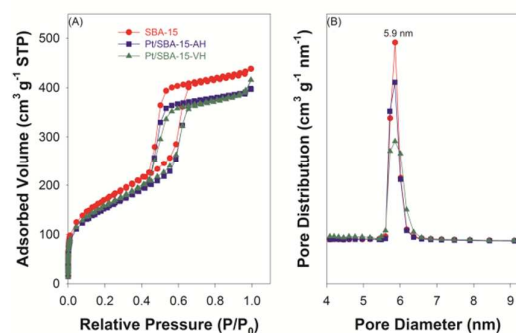 (A)
SBA-15
Pt/SBA-15-AH
Pt/SBA-15-VH
Adsorbed Volume (cm³ g⁻¹ STP)
500
400
300
200
100
0
0.0 0.2 0.4 0.6 0.8 1.0
Relative Pressure (P/P₀)
(B)
5.9 nm
Pore Distribution (cm³ g⁻¹ nm⁻¹)
4 5 6 7 8 9
Pore Diameter (nm)